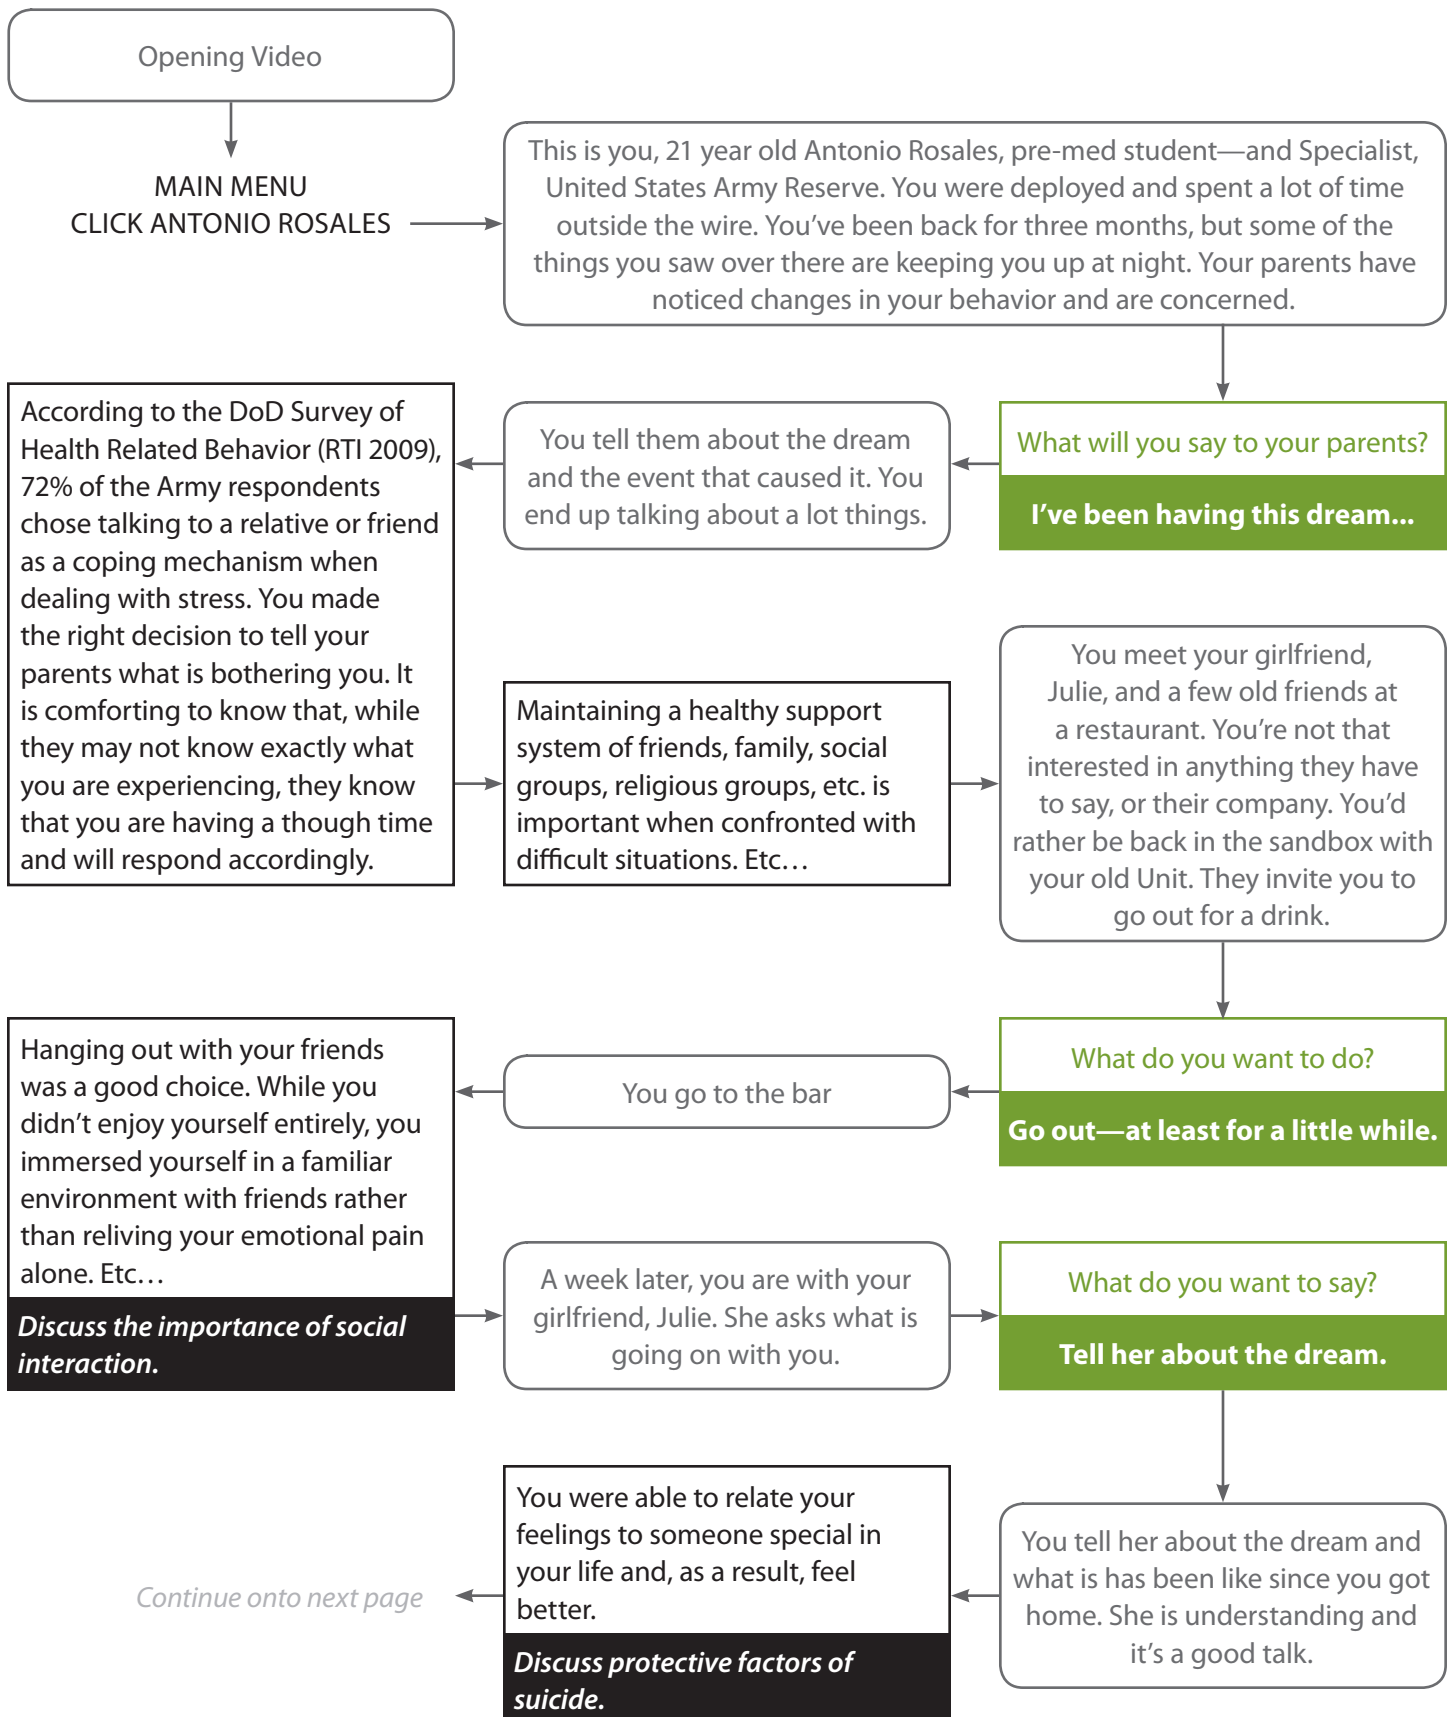 Opening Video
MAIN MENU
CLICK ANTONIO ROSALES
This is you, 21 year old Antonio Rosales, pre-med student—and Specialist,
United States Army Reserve. You were deployed and spent a lot of time
outside the wire. You’ve been back for three months, but some of the
things you saw over there are keeping you up at night. Your parents have
noticed changes in your behavior and are concerned.
What will you say to your parents?
I’ve been having this dream...
You tell them about the dream
and the event that caused it. You
end up talking about a lot things.
According to the DoD Survey of
Health Related Behavior (RTI 2009),
72% of the Army respondents
chose talking to a relative or friend
as a coping mechanism when
dealing with stress. You made
the right decision to tell your
parents what is bothering you. It
is comforting to know that, while
they may not know exactly what
you are experiencing, they know
that you are having a though time
and will respond accordingly.
Maintaining a healthy support
system of friends, family, social
groups, religious groups, etc. is
important when confronted with
difficult situations. Etc…
You meet your girlfriend,
Julie, and a few old friends at
a restaurant. You’re not that
interested in anything they have
to say, or their company. You’d
rather be back in the sandbox with
your old Unit. They invite you to
go out for a drink.
What do you want to do?
Go out—at least for a little while.
You go to the bar
Hanging out with your friends
was a good choice. While you
didn’t enjoy yourself entirely, you
immersed yourself in a familiar
environment with friends rather
than reliving your emotional pain
alone. Etc…
Discuss the importance of social
interaction.
A week later, you are with your
girlfriend, Julie. She asks what is
going on with you.
What do you want to say?
Tell her about the dream.
You tell her about the dream and
what is has been like since you got
home. She is understanding and
it’s a good talk.
You were able to relate your
feelings to someone special in
your life and, as a result, feel
better.
Discuss protective factors of
suicide.
Continue onto next page